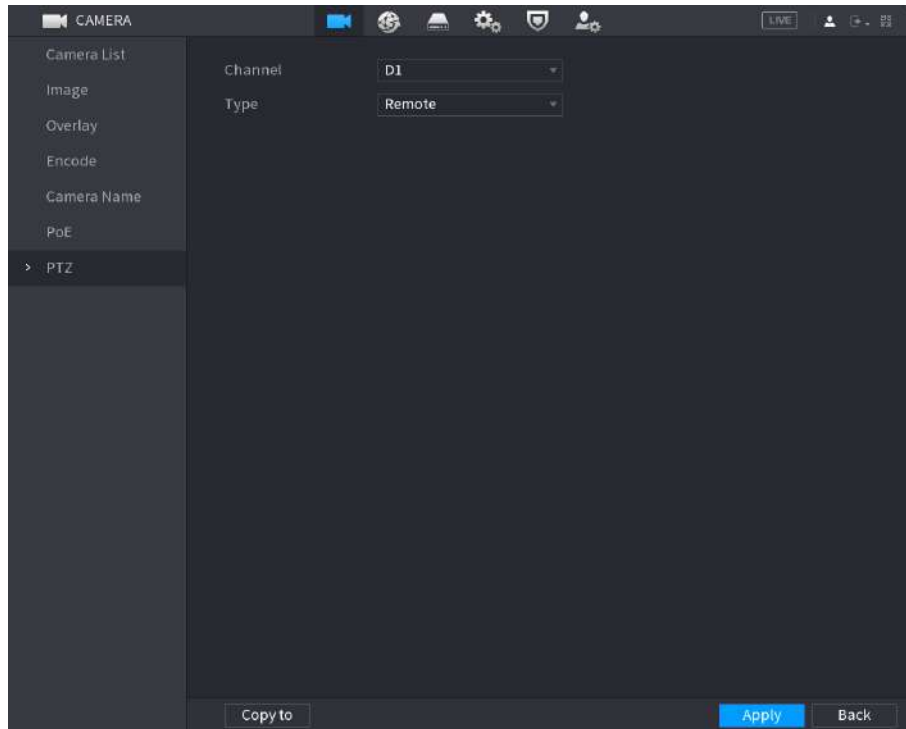 CAMERA
LIVE
Camera List
Image
Overlay
Encode
Camera Name
PoE
> PTZ
Channel D1
Type Remote
Copy to
Apply
Back